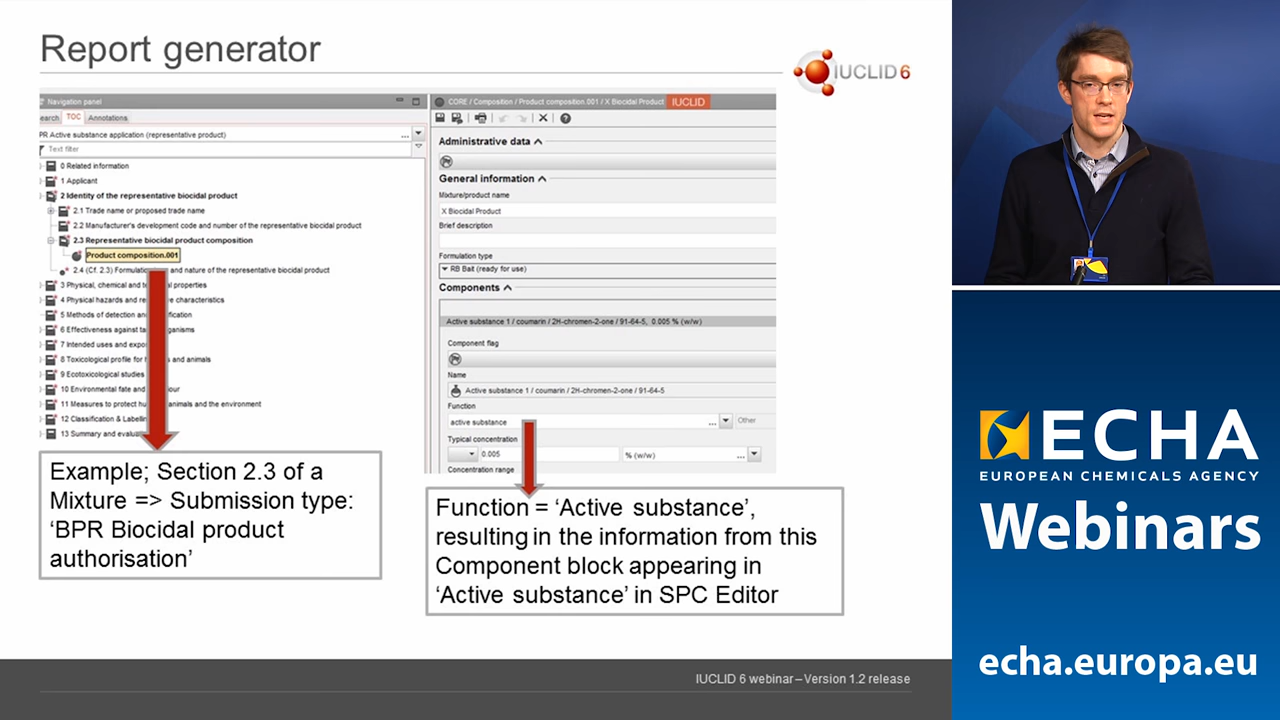 Report generator
IUCLID 6
Navigation panel
earch TOC Annotations
PR Active substance application (representative product)
Text filter
0 Related information
1 Applicant
2 Identity of the representative biocidal product
2.1 Trade name or proposed trade name
2.2 Manufacturer's development code and number of the representative biocidal product
2.3 Representative biocidal product composition
Product composition.001
2.4 (Cf. 2.3) Formulation and nature of the representative biocidal product
3 Physical, chemical and te properties
4 Physical hazards and re characteristics
5 Methods of detection and fication
6 Effectiveness against ta organisms
7 Intended uses and expo
8 Toxicological profile for h s and animals
9 Ecotoxicological studies
10 Environmental fate and iour
11 Measures to protect hu animals and the environment
12 Classification & Labelli
13 Summary and evalua
CORE / Composition / Product composition.001 / X Biocidal Product IUCLID
Administrative data
General information
Mixture/product name
X Biocidal Product
Brief description
Formulation type
RB Bait (ready for use)
Components
Active substance 1 / coumarin / 2H-chromen-2-one / 91-64-5, 0.005 % (w/w)
Component flag
Name
Active substance 1 / coumarin / 2H-chromen-2-one / 91-64-5
Function
active substance ... Other
Typical concentration
0.005 % (w/w) ...
Concentration range
Example; Section 2.3 of a
Mixture => Submission type:
‘BPR Biocidal product
authorisation’
Function = ‘Active substance’,
resulting in the information from this
Component block appearing in
‘Active substance’ in SPC Editor
IUCLID 6 webinar – Version 1.2 release
ECHA
EUROPEAN CHEMICALS AGENCY
Webinars
echa.europa.eu